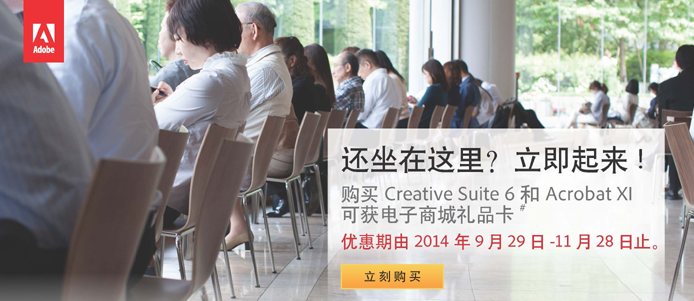 Adobe
还坐在这里？立即起来！
购买 Creative Suite 6 和 Acrobat XI
可获电子商城礼品卡#
优惠期由 2014 年 9 月 29 日 -11 月 28 日止。
立刻购买